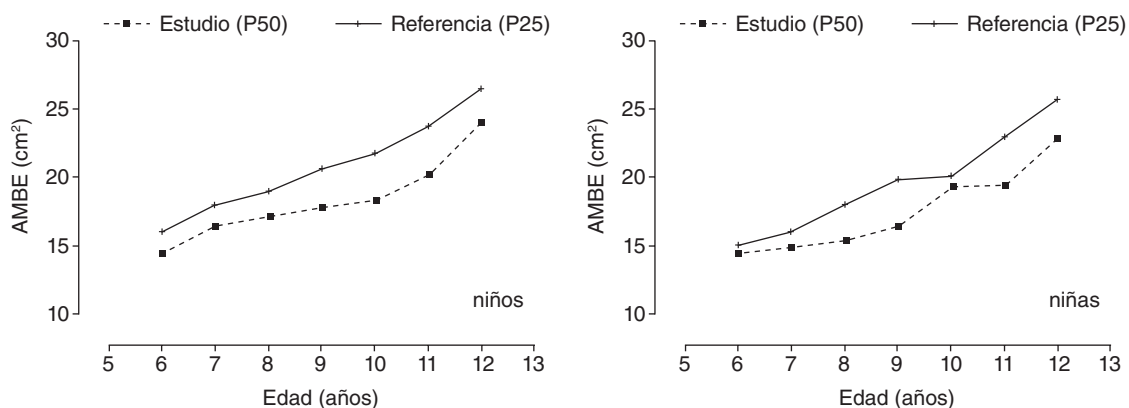 Estudio (P50) Referencia (P25)
30
25
20
15
10
AMBE (cm²)
niños
5 6 7 8 9 10 11 12 13
Edad (años)
Estudio (P50) Referencia (P25)
30
25
20
15
10
AMBE (cm²)
niñas
5 6 7 8 9 10 11 12 13
Edad (años)